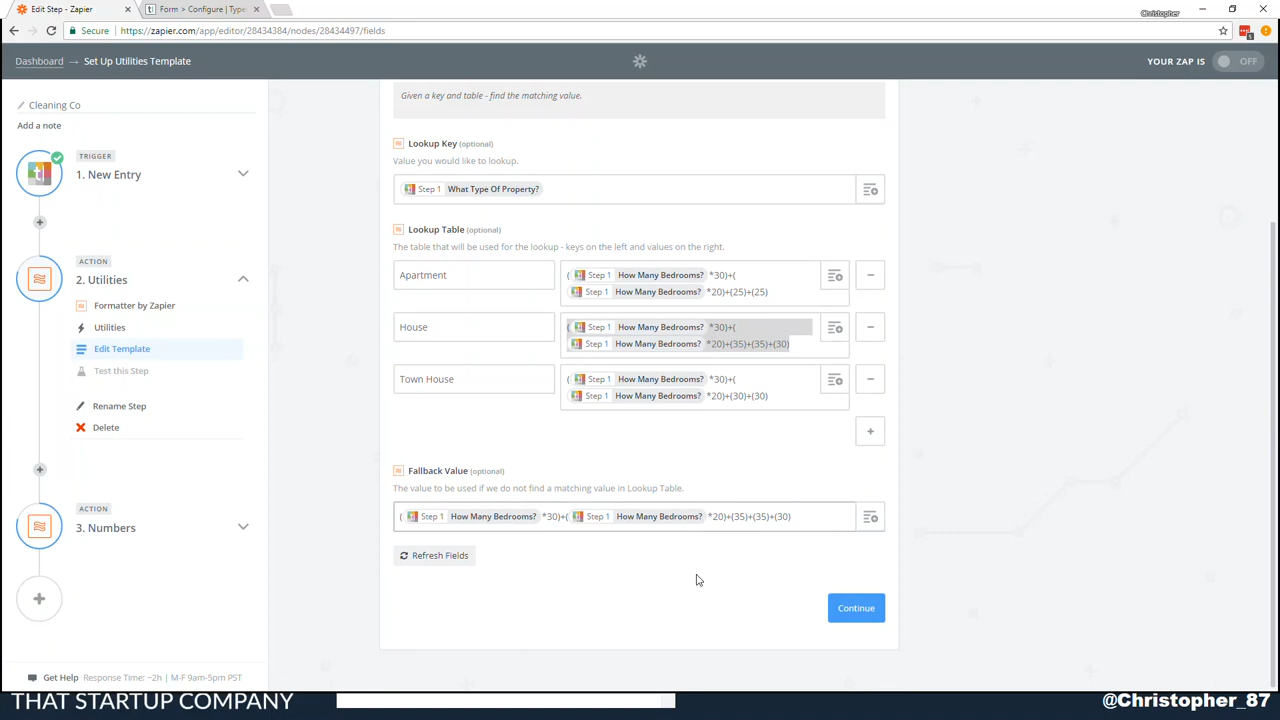 Edit Step - Zapier
Form > Configure | Type
Christopher
Secure
https://zapier.com/app/editor/28434384/nodes/28434497/fields
Dashboard → Set Up Utilities Template
YOUR ZAP IS OFF
Cleaning Co
Add a note
TRIGGER
1. New Entry
ACTION
2. Utilities
Formatter by Zapier
Utilities
Edit Template
Test this Step
Rename Step
Delete
ACTION
3. Numbers
Get Help Response Time: ~2h | M-F 9am-5pm PST
Given a key and table - find the matching value.
Lookup Key (optional)
Value you would like to lookup.
Step 1 What Type Of Property?
Lookup Table (optional)
The table that will be used for the lookup - keys on the left and values on the right.
Apartment
( Step 1 How Many Bedrooms? *30)+(
Step 1 How Many Bedrooms? *20)+(25)+(25)
House
( Step 1 How Many Bedrooms? *30)+(
Step 1 How Many Bedrooms? *20)+(35)+(35)+(30)
Town House
( Step 1 How Many Bedrooms? *30)+(
Step 1 How Many Bedrooms? *20)+(30)+(30)
Fallback Value (optional)
The value to be used if we do not find a matching value in Lookup Table.
( Step 1 How Many Bedrooms? *30)+( Step 1 How Many Bedrooms? *20)+(35)+(35)+(30)
Refresh Fields
Continue
THAT STARTUP COMPANY
@Christopher_87